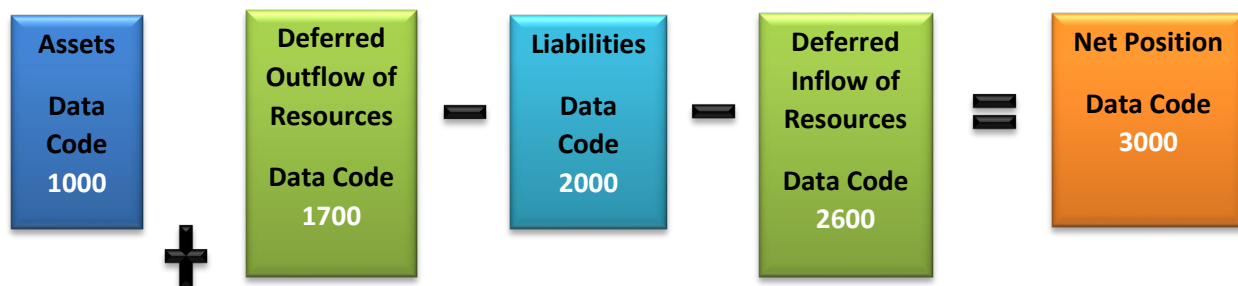 Assets
Data
Code
1000
Deferred
Outflow of
Resources
Data Code
1700
Liabilities
Data
Code
2000
Deferred
Inflow of
Resources
Data Code
2600
Net Position
Data Code
3000